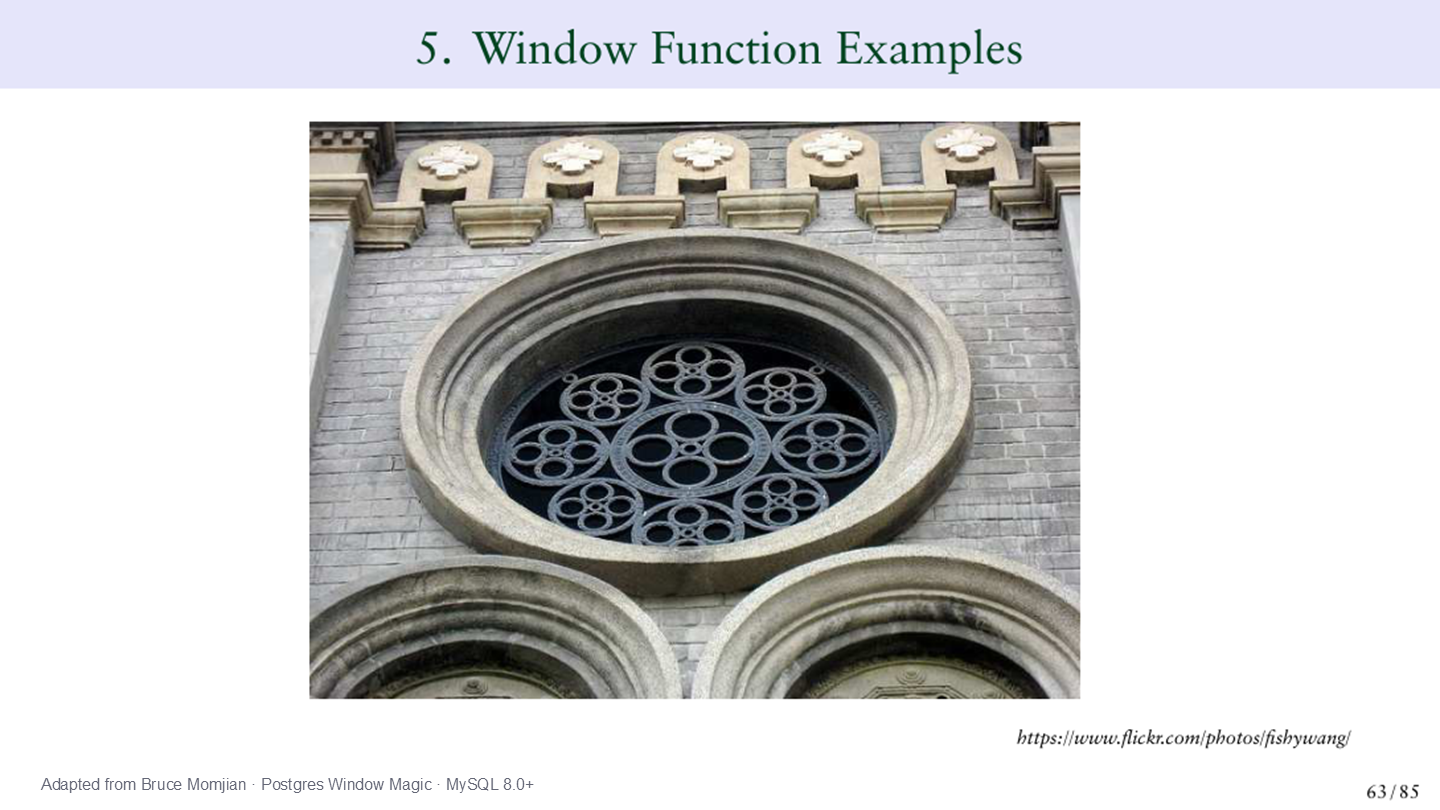 5. Window Function Examples
https://www.flickr.com/photos/fishywang/
Adapted from Bruce Momjian · Postgres Window Magic · MySQL 8.0+
63 / 85